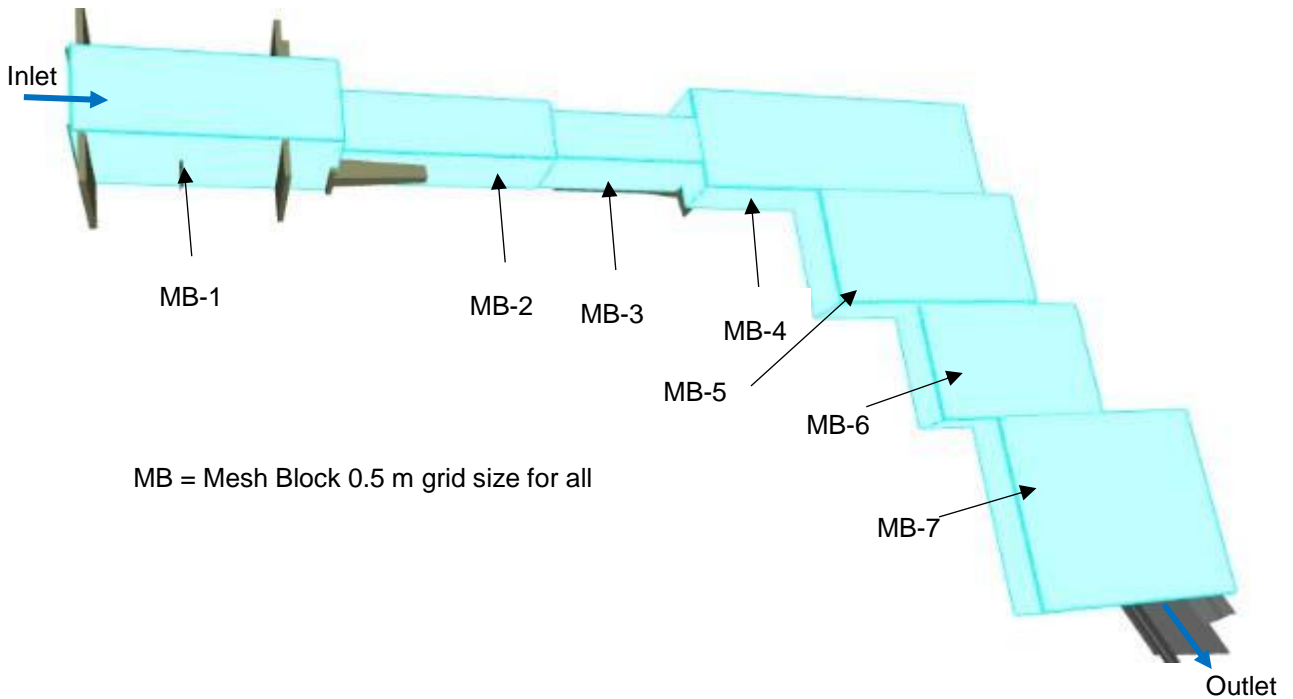 Inlet
MB-1
MB-2
MB-3
MB-4
MB-5
MB-6
MB = Mesh Block 0.5 m grid size for all
MB-7
Outlet